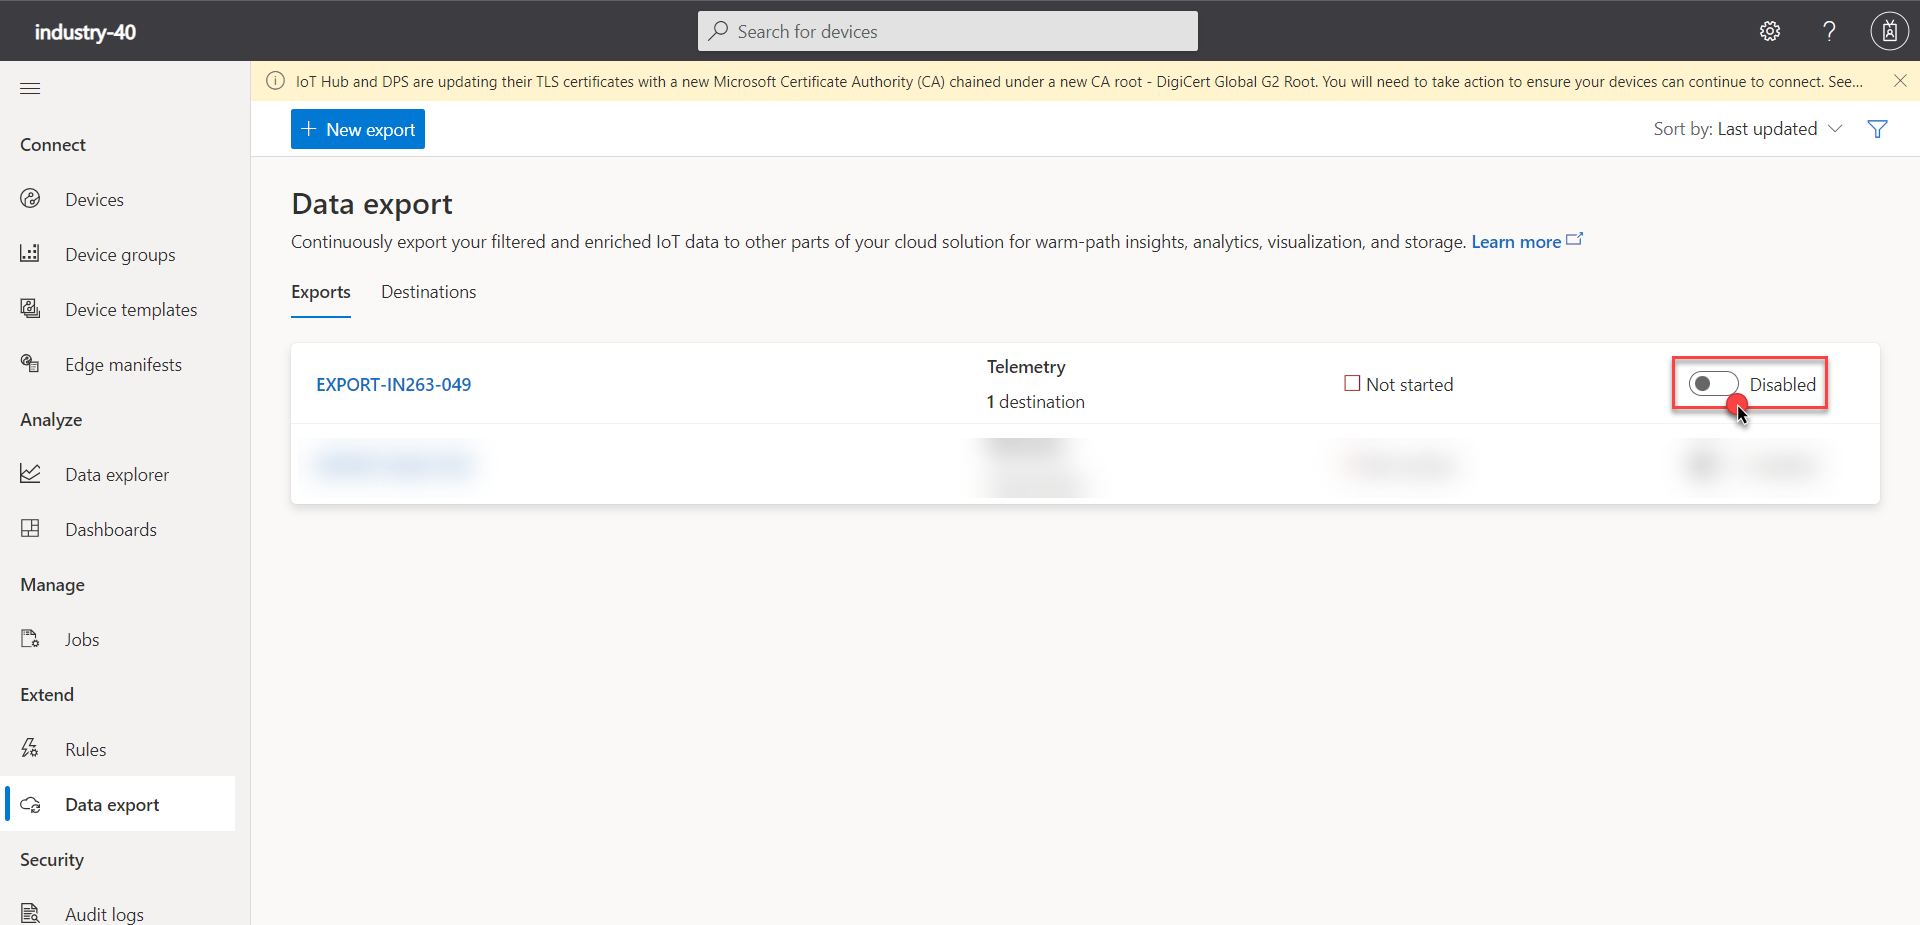 industry-40
Search for devices
IoT Hub and DPS are updating their TLS certificates with a new Microsoft Certificate Authority (CA) chained under a new CA root - DigiCert Global G2 Root. You will need to take action to ensure your devices can continue to connect. See...
New export
Sort by: Last updated
Connect
Devices
Device groups
Device templates
Edge manifests
Analyze
Data explorer
Dashboards
Manage
Jobs
Extend
Rules
Data export
Security
Audit logs
Data export
Continuously export your filtered and enriched IoT data to other parts of your cloud solution for warm-path insights, analytics, visualization, and storage. Learn more
Exports Destinations
EXPORT-IN263-049
Telemetry
1 destination
Not started
Disabled